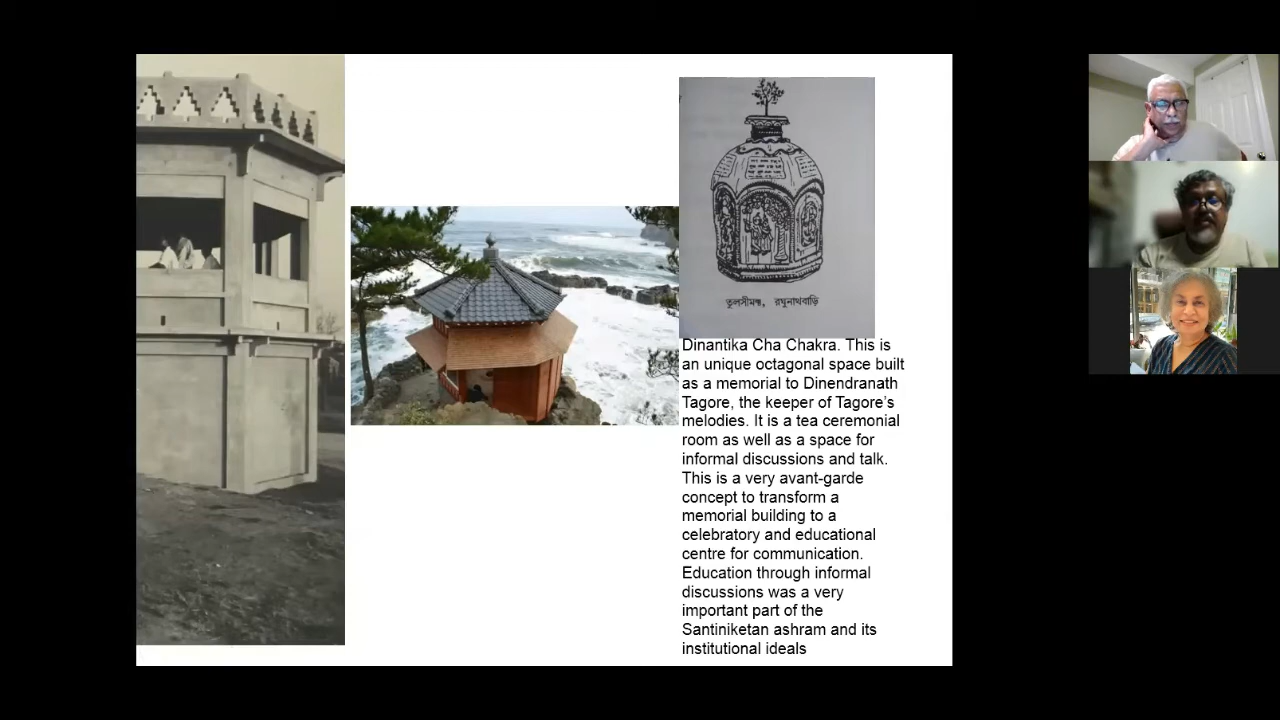 তুলসীমঞ্চ, রঘুনাথবাড়ি
Dinantika Cha Chakra. This is
an unique octagonal space built
as a memorial to Dinendranath
Tagore, the keeper of Tagore's
melodies. It is a tea ceremonial
room as well as a space for
informal discussions and talk.
This is a very avant-garde
concept to transform a
memorial building to a
celebratory and educational
centre for communication.
Education through informal
discussions was a very
important part of the
Santiniketan ashram and its
institutional ideals